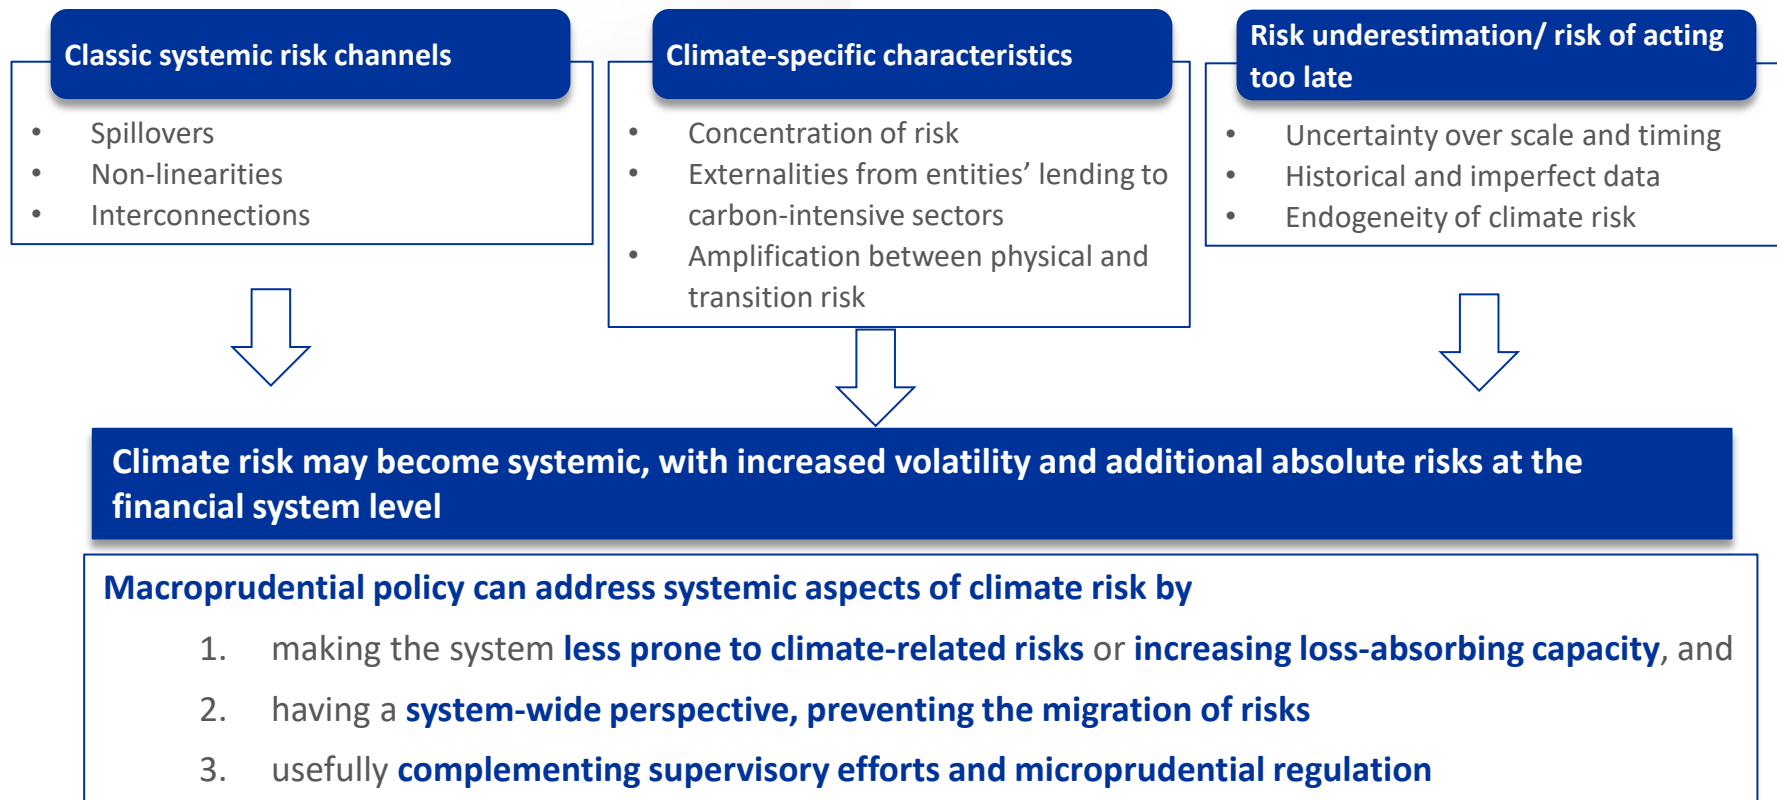 Classic systemic risk channels
• Spillovers
• Non-linearities
• Interconnections
Climate-specific characteristics
• Concentration of risk
• Externalities from entities’ lending to
carbon-intensive sectors
• Amplification between physical and
transition risk
Risk underestimation/ risk of acting
too late
• Uncertainty over scale and timing
• Historical and imperfect data
• Endogeneity of climate risk
Climate risk may become systemic, with increased volatility and additional absolute risks at the
financial system level
Macroprudential policy can address systemic aspects of climate risk by
1. making the system less prone to climate-related risks or increasing loss-absorbing capacity, and
2. having a system-wide perspective, preventing the migration of risks
3. usefully complementing supervisory efforts and microprudential regulation